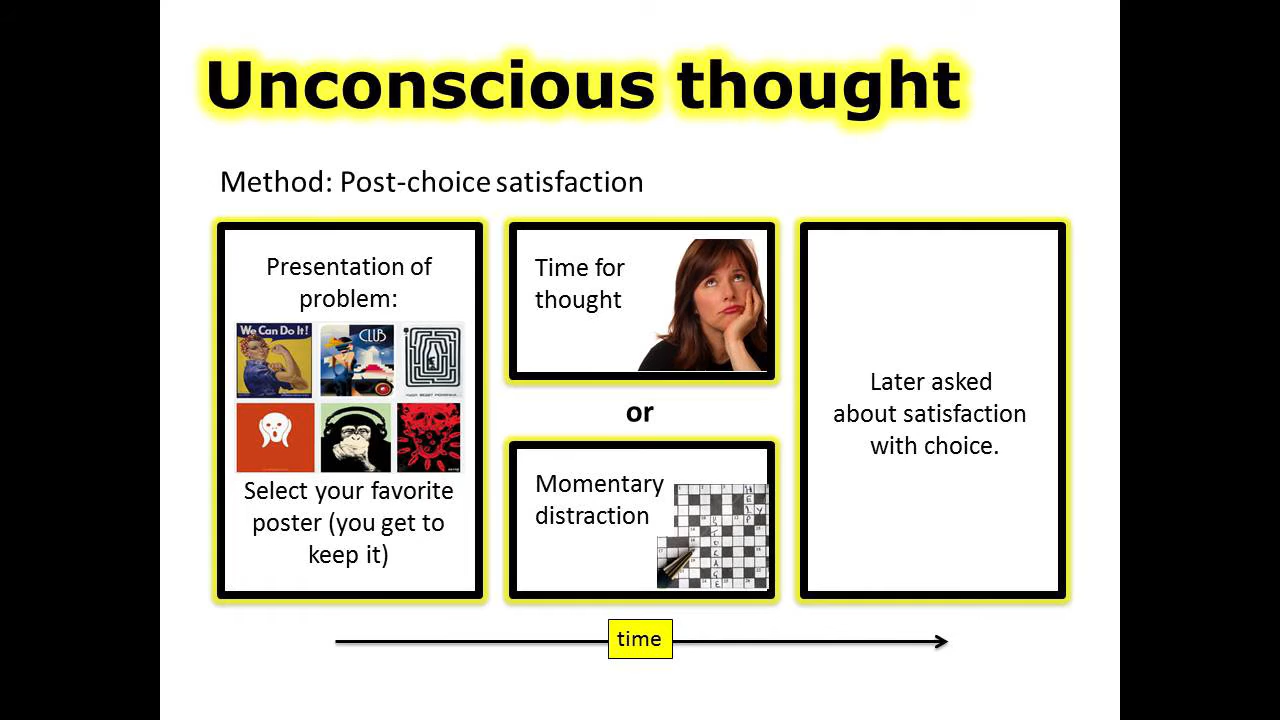 Unconscious thought
Method: Post-choice satisfaction
Presentation of
problem:
We Can Do It!
CLUB
Select your favorite
poster (you get to
keep it)
Time for
thought
or
Momentary
distraction
Later asked
about satisfaction
with choice.
time